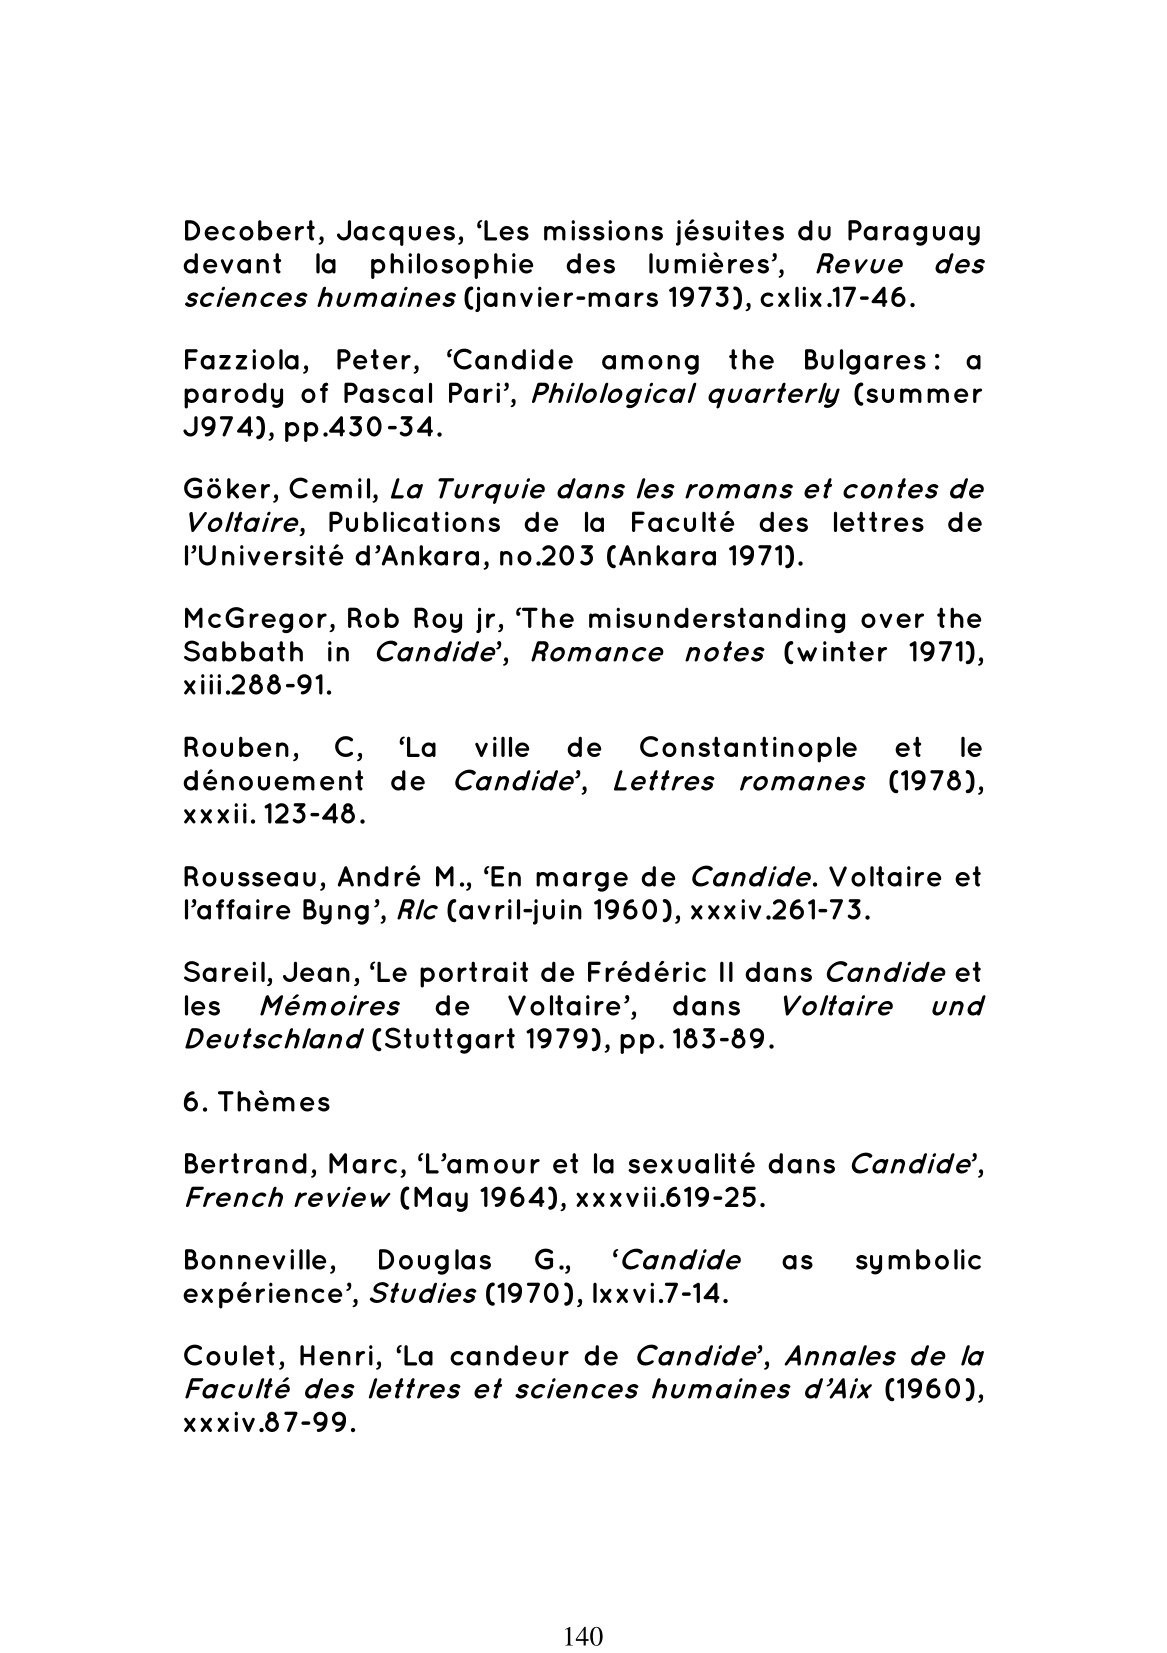 Decobert, Jacques, ‘Les missions jésuites du Paraguay
devant la philosophie des lumières’, Revue des
sciences humaines (janvier-mars 1973), cxlix.17-46.
Fazziola, Peter, ‘Candide among the Bulgares : a
parody of Pascal Pari’, Philological quarterly (summer
J974), pp.430-34.
Göker, Cemil, La Turquie dans les romans et contes de
Voltaire, Publications de la Faculté des lettres de
l’Université d’Ankara, no.203 (Ankara 1971).
McGregor, Rob Roy jr, ‘The misunderstanding over the
Sabbath in Candide’, Romance notes (winter 1971),
xiii.288-91.
Rouben, C, ‘La ville de Constantinople et le
dénouement de Candide’, Lettres romanes (1978),
xxxii. 123-48.
Rousseau, André M., ‘En marge de Candide. Voltaire et
l’affaire Byng’, Rlc (avril-juin 1960), xxxiv.261-73.
Sareil, Jean, ‘Le portrait de Frédéric II dans Candide et
les Mémoires de Voltaire’, dans Voltaire und
Deutschland (Stuttgart 1979), pp. 183-89.
6. Thèmes
Bertrand, Marc, ‘L’amour et la sexualité dans Candide’,
French review (May 1964), xxxvii.619-25.
Bonneville, Douglas G., ‘Candide as symbolic
expérience’, Studies (1970), lxxvi.7-14.
Coulet, Henri, ‘La candeur de Candide’, Annales de la
Faculté des lettres et sciences humaines d’Aix (1960),
xxxiv.87-99.
140